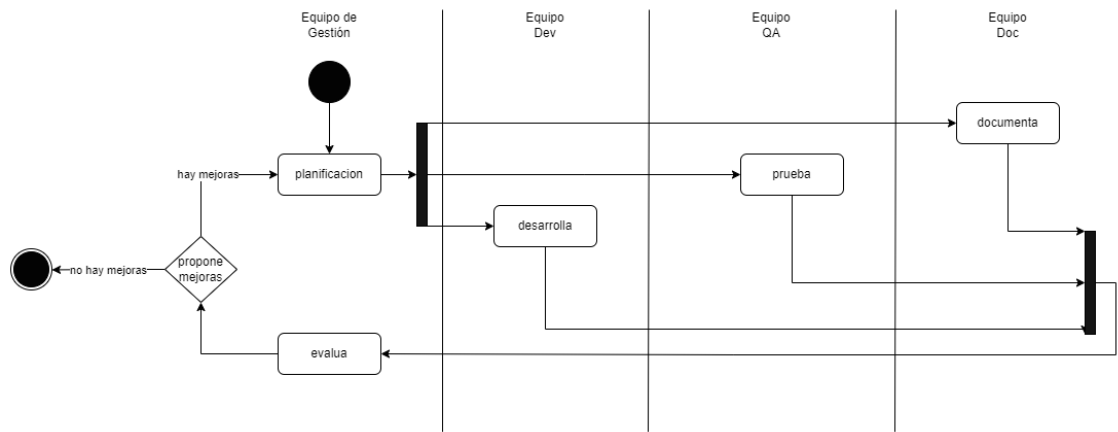 Equipo de
Gestión
Equipo
Dev
Equipo
QA
Equipo
Doc
documenta
hay mejoras
planificacion
prueba
desarrolla
no hay mejoras
propone
mejoras
evalua